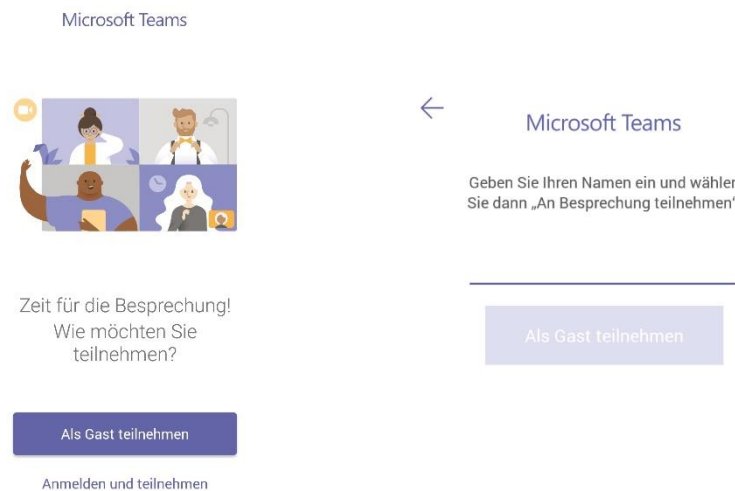 Microsoft Teams
Zeit für die Besprechung!
Wie möchten Sie
teilnehmen?
Als Gast teilnehmen
Anmelden und teilnehmen
Microsoft Teams
Geben Sie Ihren Namen ein und wählen
Sie dann „An Besprechung teilnehmen“
Als Gast teilnehmen